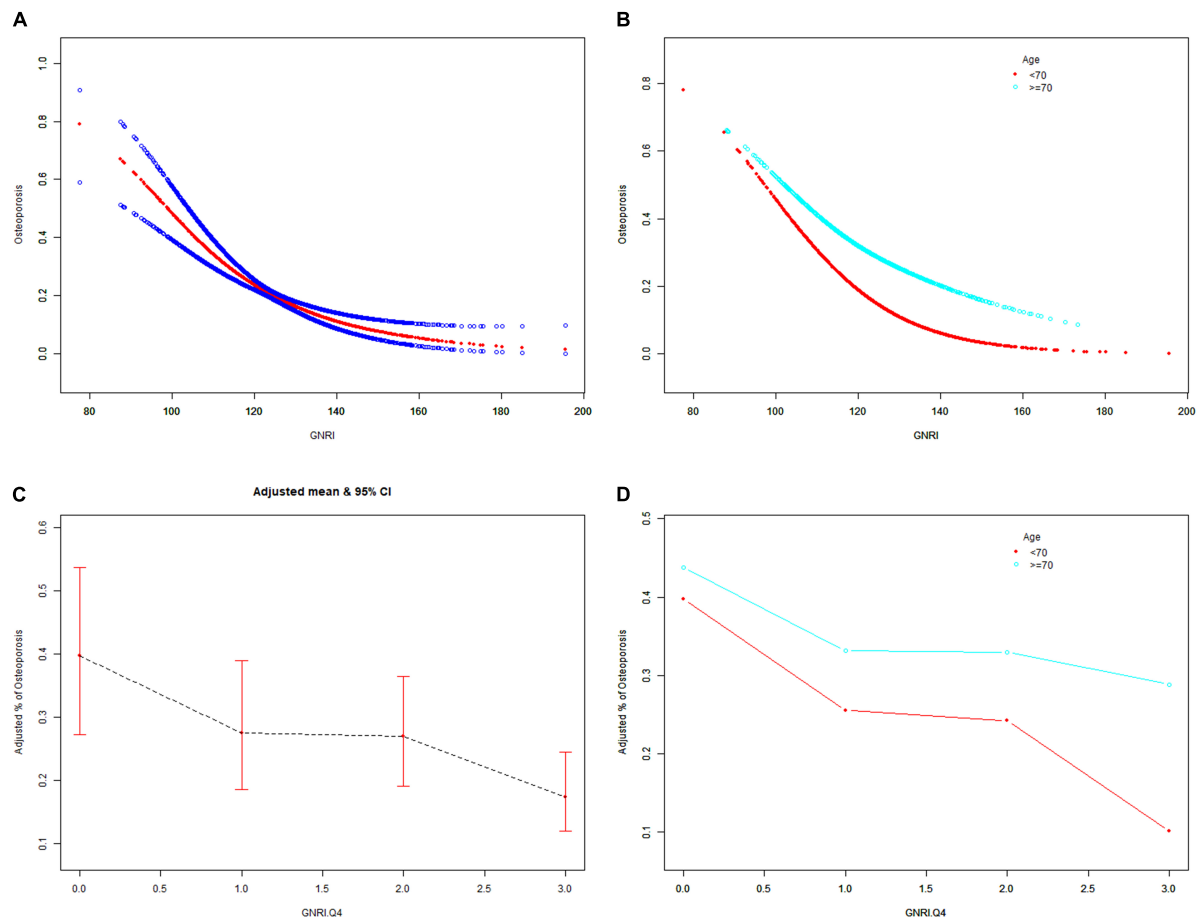 A
1.0
0.8
0.6
0.4
0.2
0.0
Osteoporosis
80 100 120 140 160 180 200
GNRI
B
0.8
0.6
0.4
0.2
0.0
Osteoporosis
Age
<70
>=70
80 100 120 140 160 180 200
GNRI
C
Adjusted mean & 95% CI
0.6
0.5
0.4
0.3
0.2
0.1
Adjusted % of Osteoporosis
0.0 0.5 1.0 1.5 2.0 2.5 3.0
GNRI.Q4
D
0.5
0.4
0.3
0.2
0.1
Adjusted % of Osteoporosis
Age
<70
>=70
0.0 0.5 1.0 1.5 2.0 2.5 3.0
GNRI.Q4